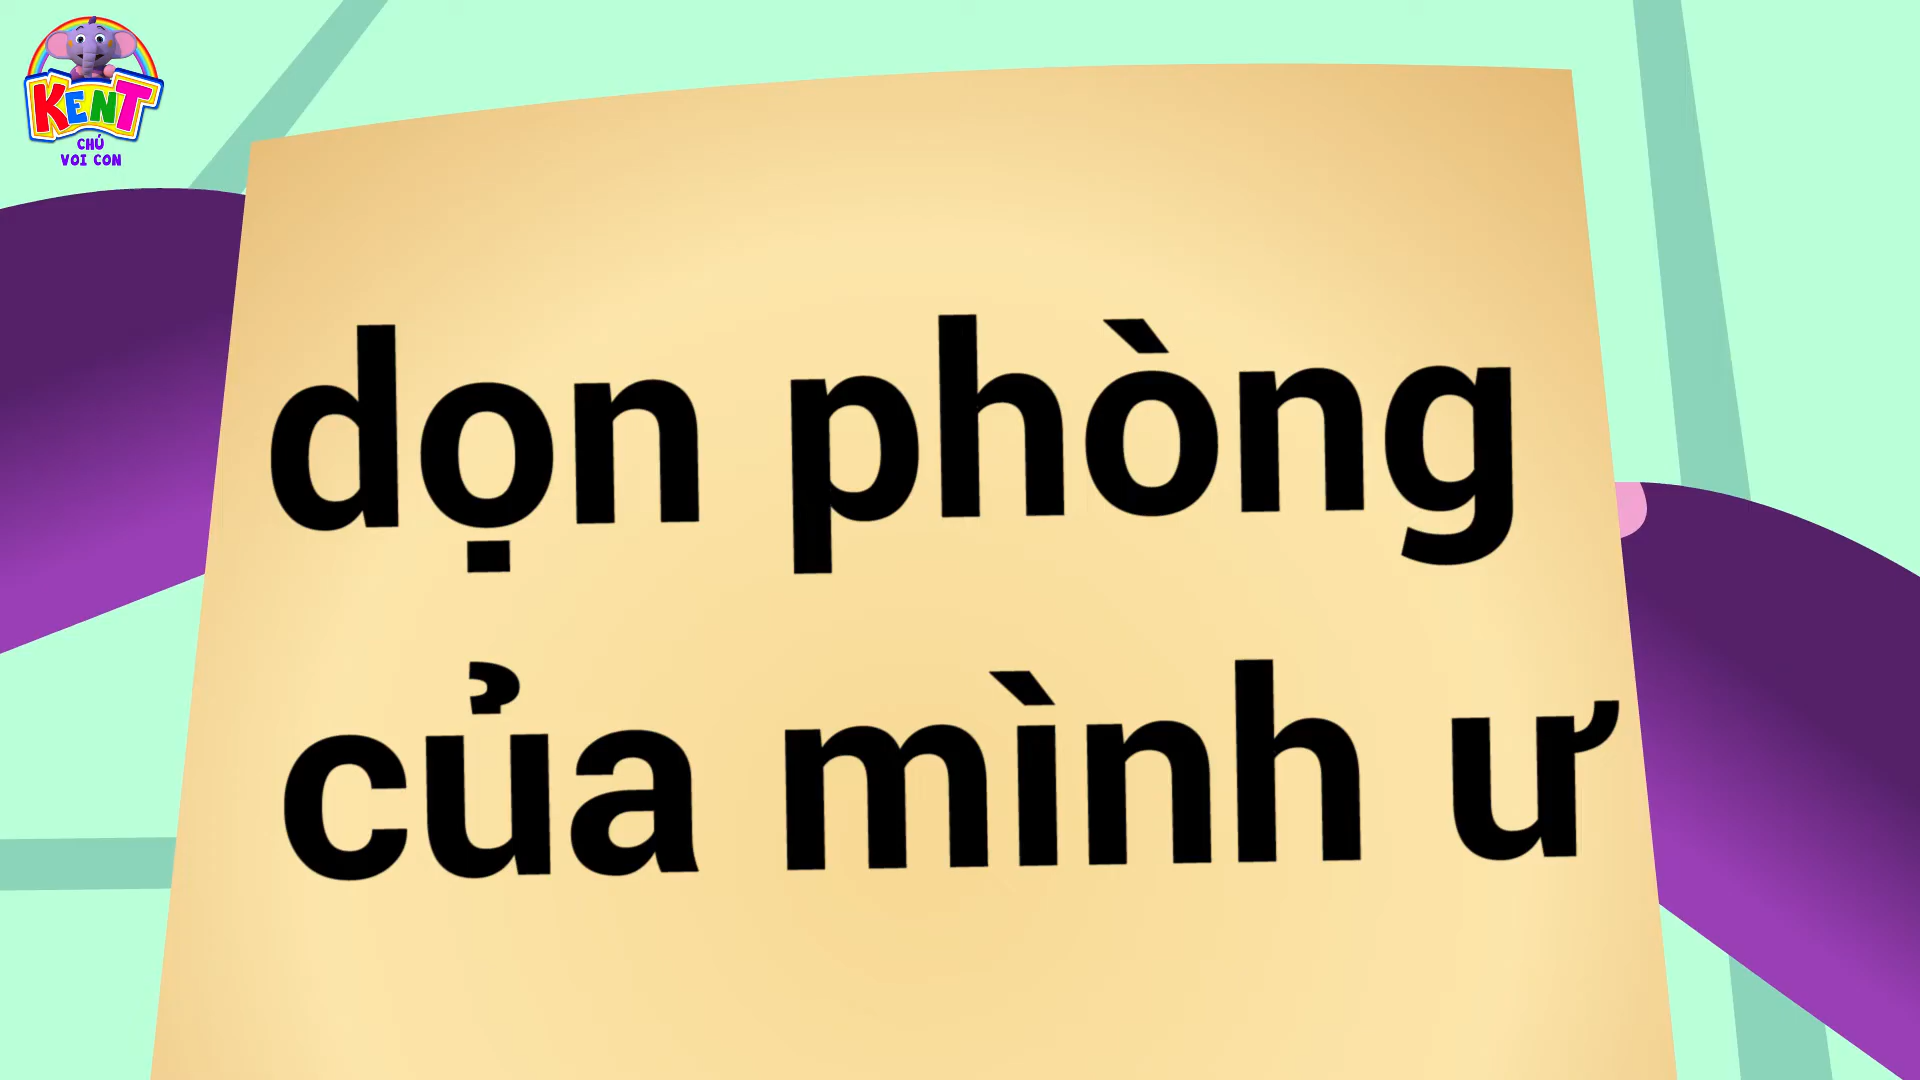 KENT
CHÚ
VOI CON
dọn phòng
của mình ư